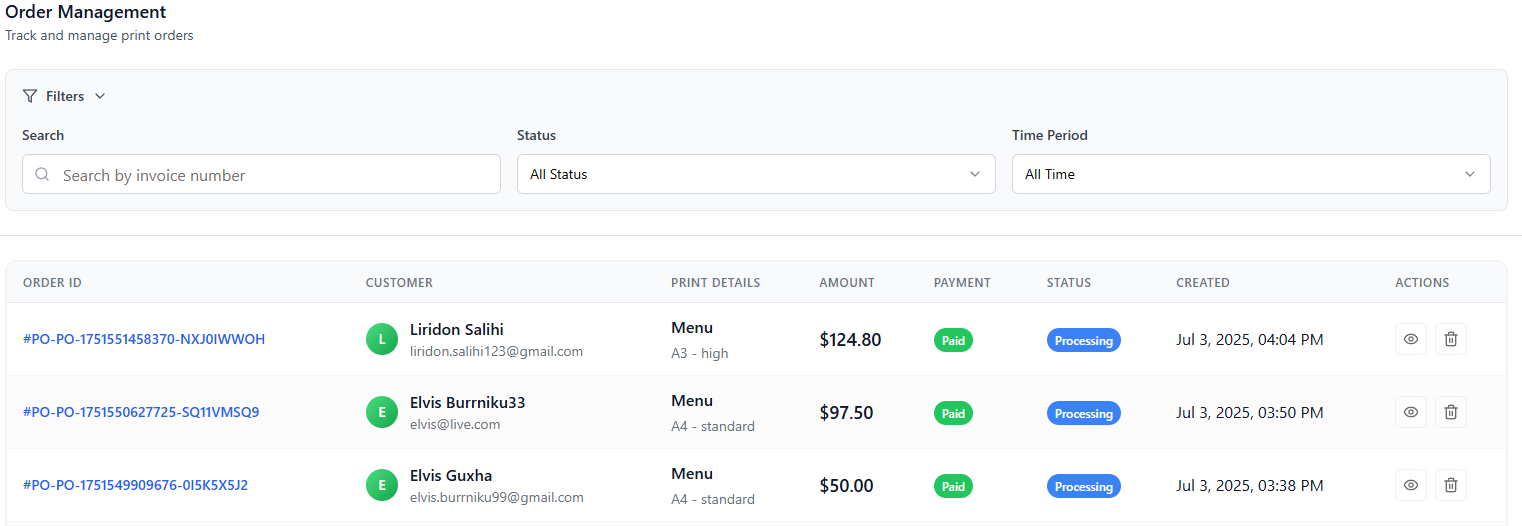 Order Management
Track and manage print orders
Filters
Search Status Time Period
Search by invoice number All Status All Time
ORDER ID CUSTOMER PRINT DETAILS AMOUNT PAYMENT STATUS CREATED ACTIONS
#PO-PO-1751551458370-NXJ0IWWOH L Liridon Salihi liridon.salihi123@gmail.com Menu A3 - high $124.80 Paid Processing Jul 3, 2025, 04:04 PM
#PO-PO-1751550627725-SQ11VMSQ9 E Elvis Burrniku33 elvis@live.com Menu A4 - standard $97.50 Paid Processing Jul 3, 2025, 03:50 PM
#PO-PO-1751549909676-0I5K5X5J2 E Elvis Guxha elvis.burrniku99@gmail.com Menu A4 - standard $50.00 Paid Processing Jul 3, 2025, 03:38 PM